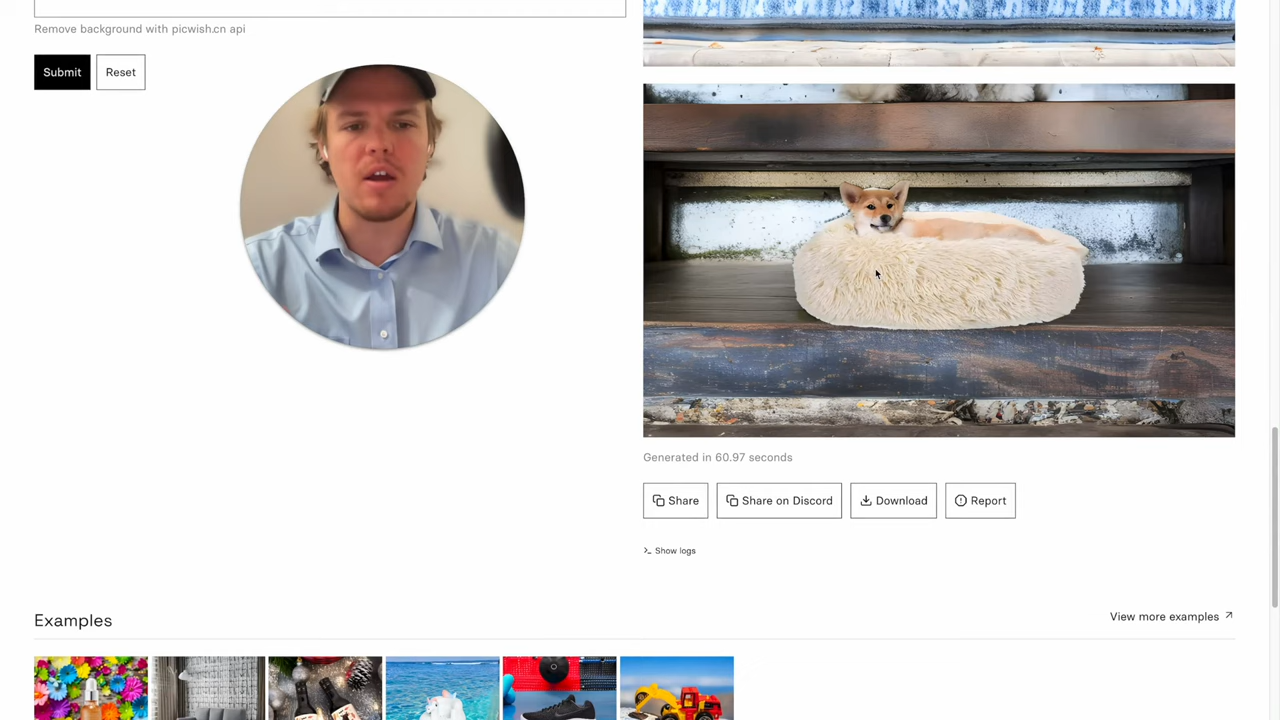 Remove background with picwish.cn api
Submit
Reset
Generated in 60.97 seconds
Share
Share on Discord
Download
Report
Show logs
Examples
View more examples